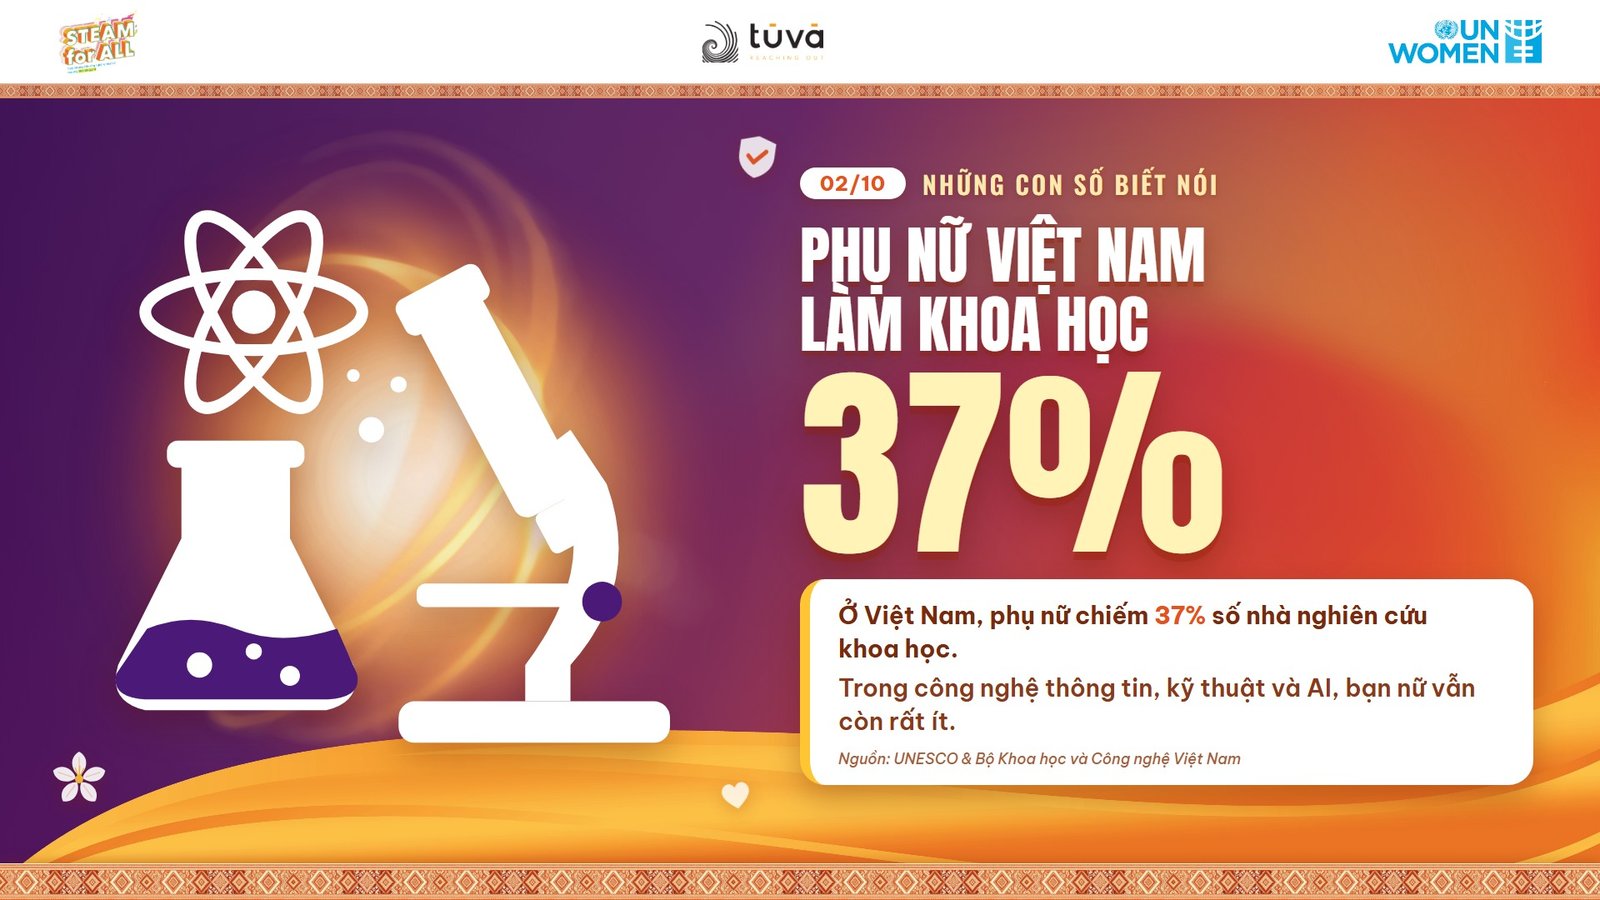 STEAM
for ALL
tūvā
REACHING OUT
UN
WOMEN
02/10
NHỮNG CON SỐ BIẾT NÓI
PHỤ NỮ VIỆT NAM
LÀM KHOA HỌC
37%
Ở Việt Nam, phụ nữ chiếm 37% số nhà nghiên cứu
khoa học.
Trong công nghệ thông tin, kỹ thuật và AI, bạn nữ vẫn
còn rất ít.
Nguồn: UNESCO & Bộ Khoa học và Công nghệ Việt Nam